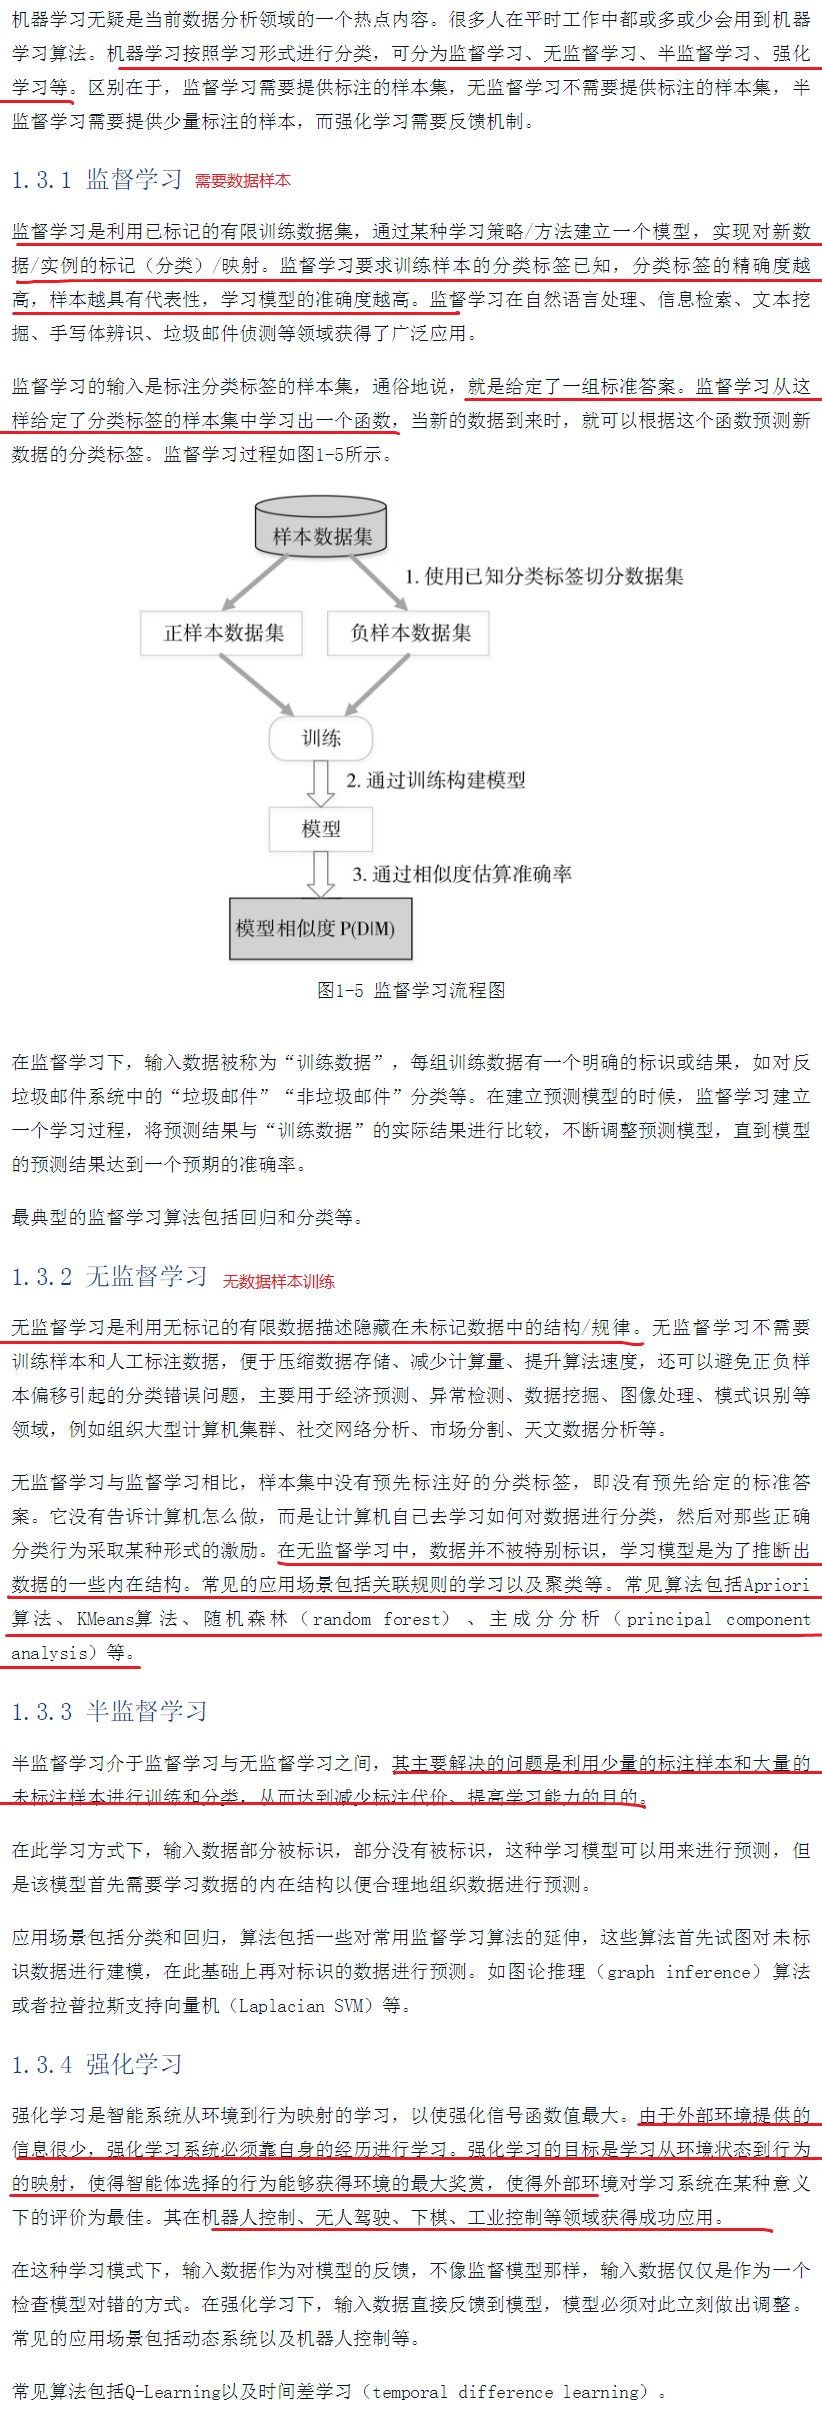 机器学习无疑是当前数据分析领域的一个热点内容。很多人在平时工作中都或多或少会用到机器
学习算法。机器学习按照学习形式进行分类，可分为监督学习、无监督学习、半监督学习、强化
学习等。区别在于，监督学习需要提供标注的样本集，无监督学习不需要提供标注的样本集，半
监督学习需要提供少量标注的样本，而强化学习需要反馈机制。
1.3.1 监督学习 需要数据样本
监督学习是利用已标记的有限训练数据集，通过某种学习策略/方法建立一个模型，实现对新数
据/实例的标记（分类）/映射。监督学习要求训练样本的分类标签已知，分类标签的精确度越
高，样本越具有代表性，学习模型的准确度越高。监督学习在自然语言处理、信息检索、文本挖
掘、手写体辨识、垃圾邮件侦测等领域获得了广泛应用。
监督学习的输入是标注分类标签的样本集，通俗地说，就是给定了一组标准答案。监督学习从这
样给定了分类标签的样本集中学习出一个函数，当新的数据到来时，就可以根据这个函数预测新
数据的分类标签。监督学习过程如图1-5所示。
样本数据集
1. 使用已知分类标签切分数据集
正样本数据集 负样本数据集
训练
2. 通过训练构建模型
模型
3. 通过相似度估算准确率
模型相似度 P(D|M)
图1-5 监督学习流程图
在监督学习下，输入数据被称为“训练数据”，每组训练数据有一个明确的标识或结果，如对反
垃圾邮件系统中的“垃圾邮件”“非垃圾邮件”分类等。在建立预测模型的时候，监督学习建立
一个学习过程，将预测结果与“训练数据”的实际结果进行比较，不断调整预测模型，直到模型
的预测结果达到一个预期的准确率。
最典型的监督学习算法包括回归和分类等。
1.3.2 无监督学习 无数据样本训练
无监督学习是利用无标记的有限数据描述隐藏在未标记数据中的结构/规律。无监督学习不需要
训练样本和人工标注数据，便于压缩数据存储、减少计算量、提升算法速度，还可以避免正负样
本偏移引起的分类错误问题，主要用于经济预测、异常检测、数据挖掘、图像处理、模式识别等
领域，例如组织大型计算机集群、社交网络分析、市场分割、天文数据分析等。
无监督学习与监督学习相比，样本集中没有预先标注好的分类标签，即没有预先给定的标准答
案。它没有告诉计算机怎么做，而是让计算机自己去学习如何对数据进行分类，然后对那些正确
分类行为采取某种形式的激励。在无监督学习中，数据并不被特别标识，学习模型是为了推断出
数据的一些内在结构。常见的应用场景包括关联规则的学习以及聚类等。常见算法包括Apriori
算法、KMeans算法、随机森林（random forest）、主成分分析（principal component
analysis）等。
1.3.3 半监督学习
半监督学习介于监督学习与无监督学习之间，其主要解决的问题是利用少量的标注样本和大量的
未标注样本进行训练和分类，从而达到减少标注代价、提高学习能力的目的。
在此学习方式下，输入数据部分被标识，部分没有被标识，这种学习模型可以用来进行预测，但
是该模型首先需要学习数据的内在结构以便合理地组织数据进行预测。
应用场景包括分类和回归，算法包括一些对常用监督学习算法的延伸，这些算法首先试图对未标
识数据进行建模，在此基础上再对标识的数据进行预测。如图论推理（graph inference）算法
或者拉普拉斯支持向量机（Laplacian SVM）等。
1.3.4 强化学习
强化学习是智能系统从环境到行为映射的学习，以使强化信号函数值最大。由于外部环境提供的
信息很少，强化学习系统必须靠自身的经历进行学习。强化学习的目标是学习从环境状态到行为
的映射，使得智能体选择的行为能够获得环境的最大奖赏，使得外部环境对学习系统在某种意义
下的评价为最佳。其在机器人控制、无人驾驶、下棋、工业控制等领域获得成功应用。
在这种学习模式下，输入数据作为对模型的反馈，不像监督模型那样，输入数据仅仅是作为一个
检查模型对错的方式。在强化学习下，输入数据直接反馈到模型，模型必须对此立刻做出调整。
常见的应用场景包括动态系统以及机器人控制等。
常见算法包括Q-Learning以及时间差学习（temporal difference learning）。